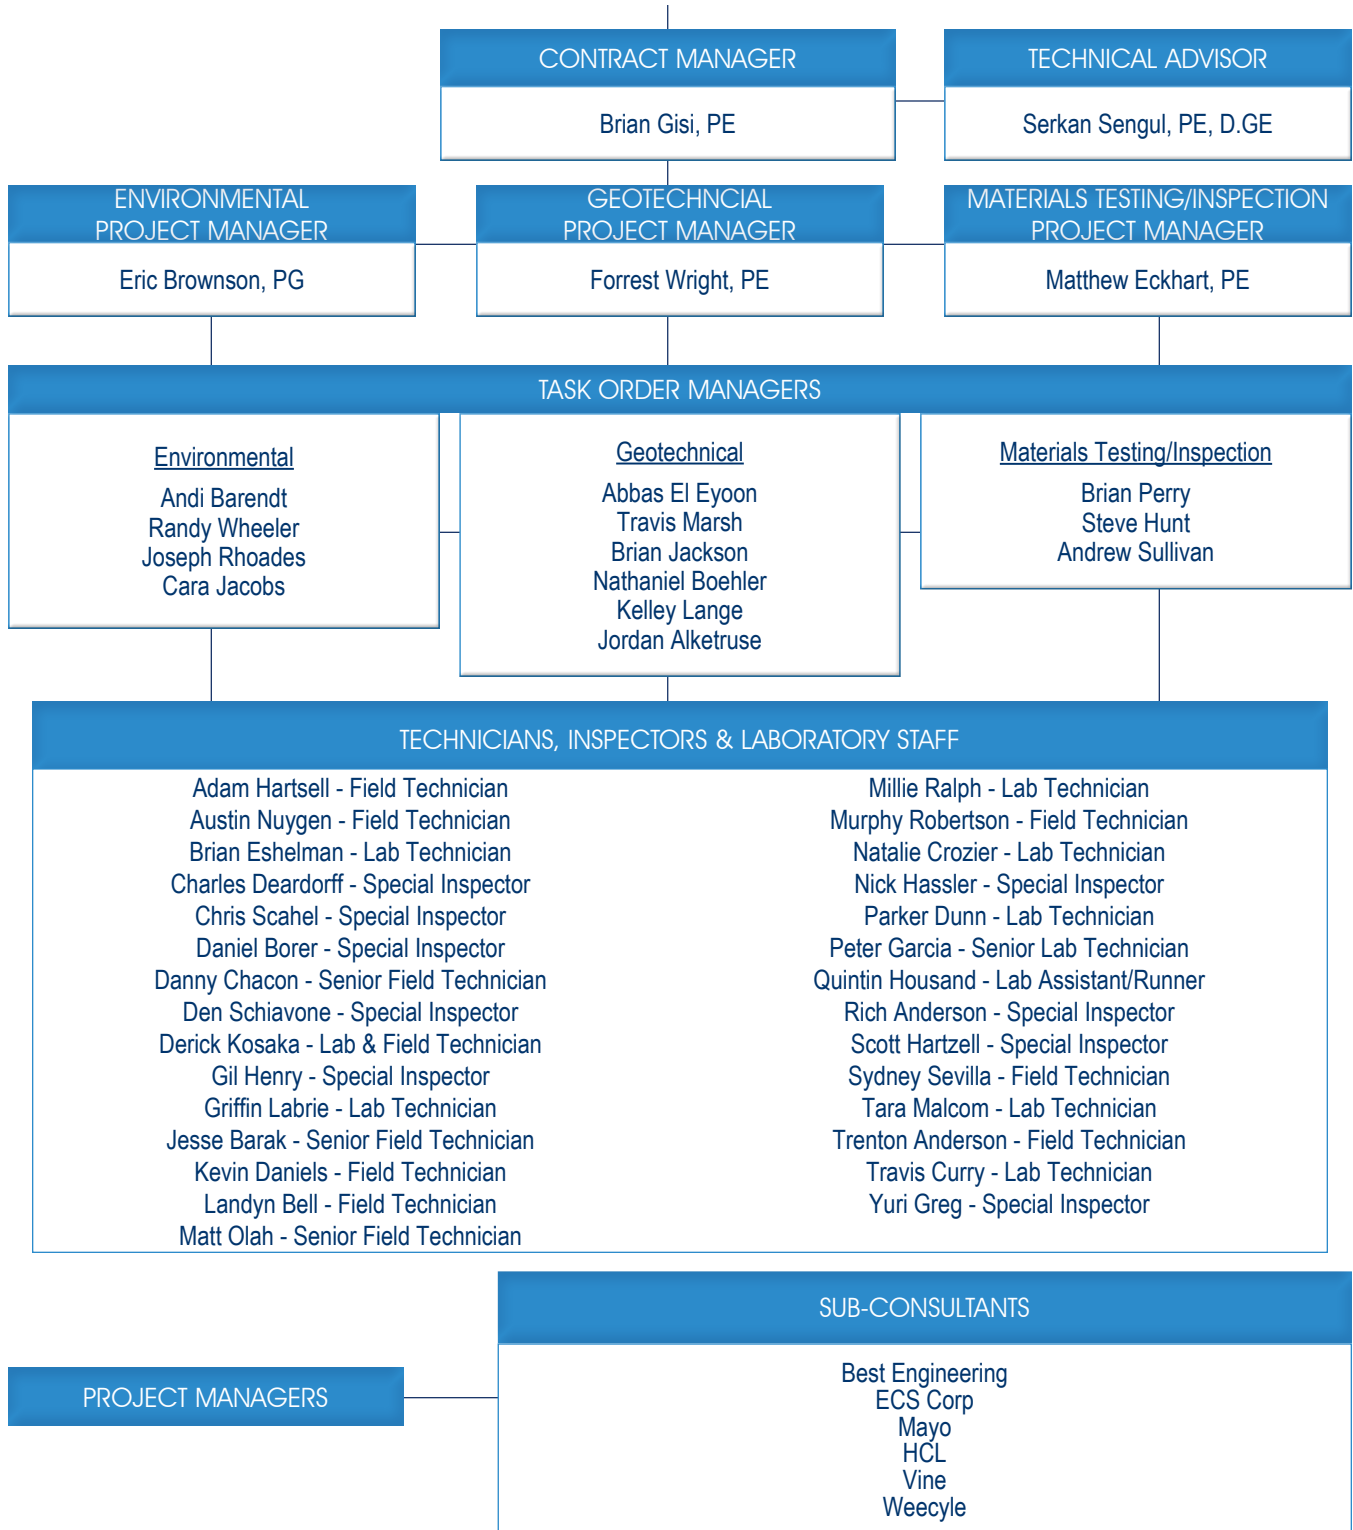 CONTRACT MANAGER
Brian Gisi, PE
TECHNICAL ADVISOR
Serkan Sengul, PE, D.GE
ENVIRONMENTAL
PROJECT MANAGER
Eric Brownson, PG
GEOTECHNCIAL
PROJECT MANAGER
Forrest Wright, PE
MATERIALS TESTING/INSPECTION
PROJECT MANAGER
Matthew Eckhart, PE
TASK ORDER MANAGERS
Environmental
Andi Barendt
Randy Wheeler
Joseph Rhoades
Cara Jacobs
Geotechnical
Abbas El Eyoon
Travis Marsh
Brian Jackson
Nathaniel Boehler
Kelley Lange
Jordan Alketruse
Materials Testing/Inspection
Brian Perry
Steve Hunt
Andrew Sullivan
TECHNICIANS, INSPECTORS & LABORATORY STAFF
Adam Hartsell - Field Technician
Austin Nuygen - Field Technician
Brian Eshelman - Lab Technician
Charles Deardorff - Special Inspector
Chris Scahel - Special Inspector
Daniel Borer - Special Inspector
Danny Chacon - Senior Field Technician
Den Schiavone - Special Inspector
Derick Kosaka - Lab & Field Technician
Gil Henry - Special Inspector
Griffin Labrie - Lab Technician
Jesse Barak - Senior Field Technician
Kevin Daniels - Field Technician
Landyn Bell - Field Technician
Matt Olah - Senior Field Technician
Millie Ralph - Lab Technician
Murphy Robertson - Field Technician
Natalie Crozier - Lab Technician
Nick Hassler - Special Inspector
Parker Dunn - Lab Technician
Peter Garcia - Senior Lab Technician
Quintin Housand - Lab Assistant/Runner
Rich Anderson - Special Inspector
Scott Hartzell - Special Inspector
Sydney Sevilla - Field Technician
Tara Malcom - Lab Technician
Trenton Anderson - Field Technician
Travis Curry - Lab Technician
Yuri Greg - Special Inspector
PROJECT MANAGERS
SUB-CONSULTANTS
Best Engineering
ECS Corp
Mayo
HCL
Vine
Weecyle